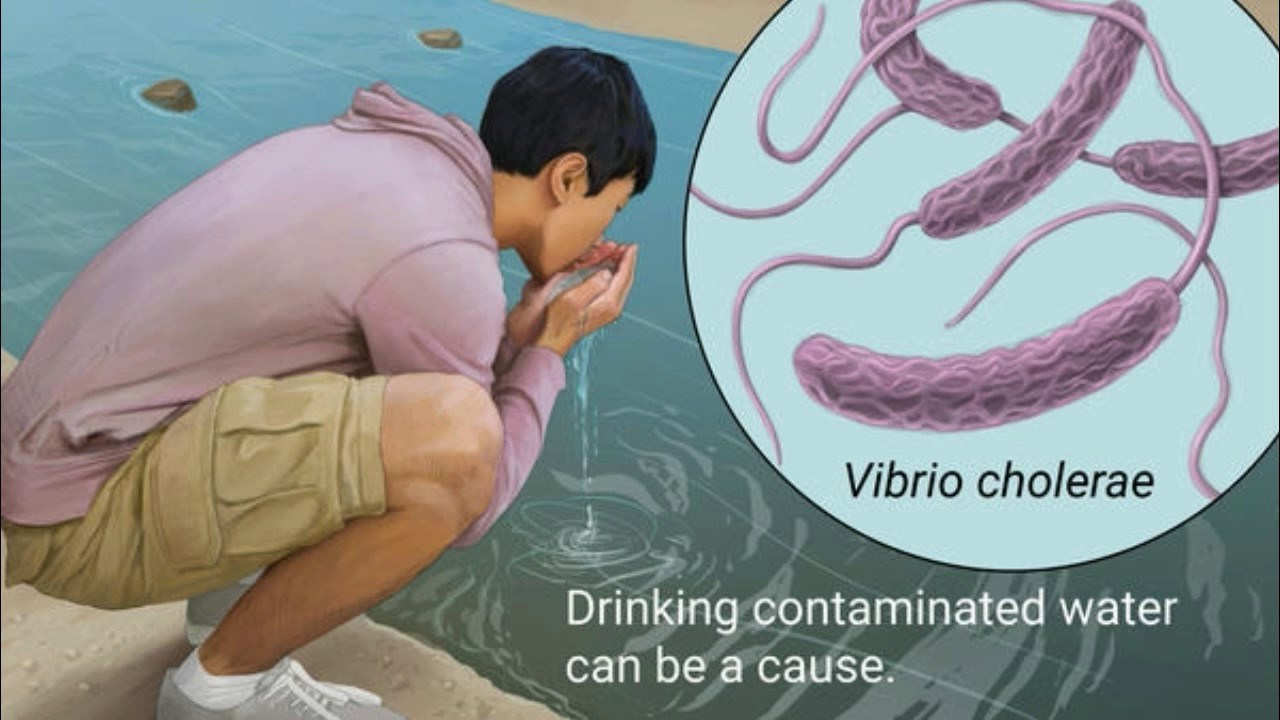 Vibrio cholerae
Drinking contaminated water
can be a cause.